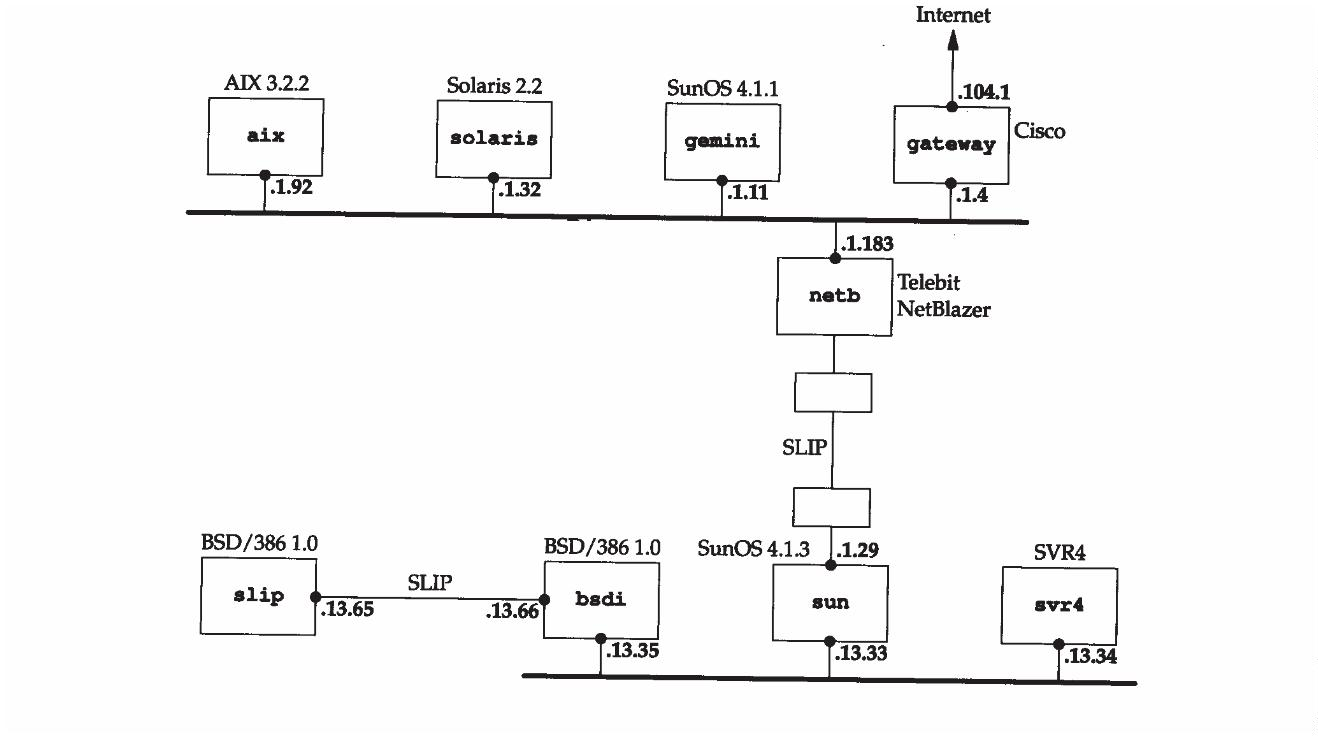 Internet
AIX 3.2.2
Solaris 2.2
SunOS 4.1.1
.104.1
aix
solaris
gemini
gateway
Cisco
.1.92
.1.32
.1.11
.1.4
.1.183
netb
Telebit
NetBlazer
SLIP
BSD/386 1.0
BSD/386 1.0
SunOS 4.1.3
.1.29
SVR4
slip
SLIP
bsdi
sun
svr4
.13.65
.13.66
.13.35
.13.33
.13.34